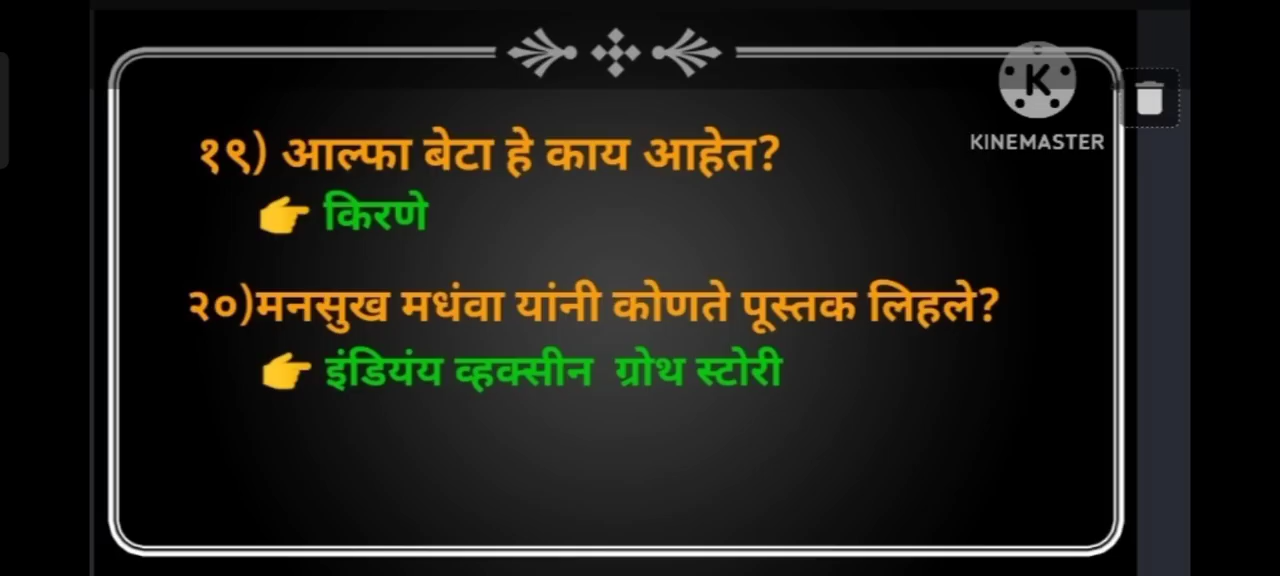 KINEMASTER
१९) आल्फा बेटा हे काय आहेत?
👉 किरणे
२०)मनसुख मधंवा यांनी कोणते पूस्तक लिहले?
👉 इंडियंय व्हक्सीन ग्रोथ स्टोरी